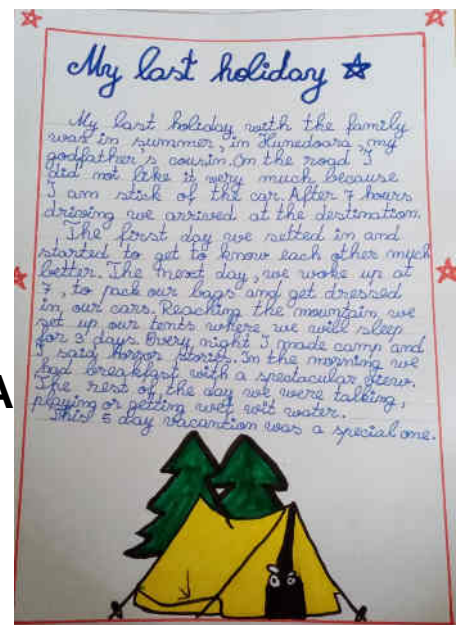 My last holiday
My last holiday with the family
was in summer, in Hunedoara, my
godfather's cousin. On the road I
did not like it very much because
I am stick of the car. After 7 hours
driving we arrived at the destination.
The first day we setted in and
started to get to know each other much
better. The next day, we woke up at
7, to pack our bags and get dressed
in our cars. Reaching the mountain, we
set up our tents where we will sleep
for 3 days. Every night I made camp and
I said horror stories. In the morning we
had breakfast with a spectacular view.
The rest of the day we were talking,
playing or getting wet wit water.
This 5 day vacantion was a special one.
A